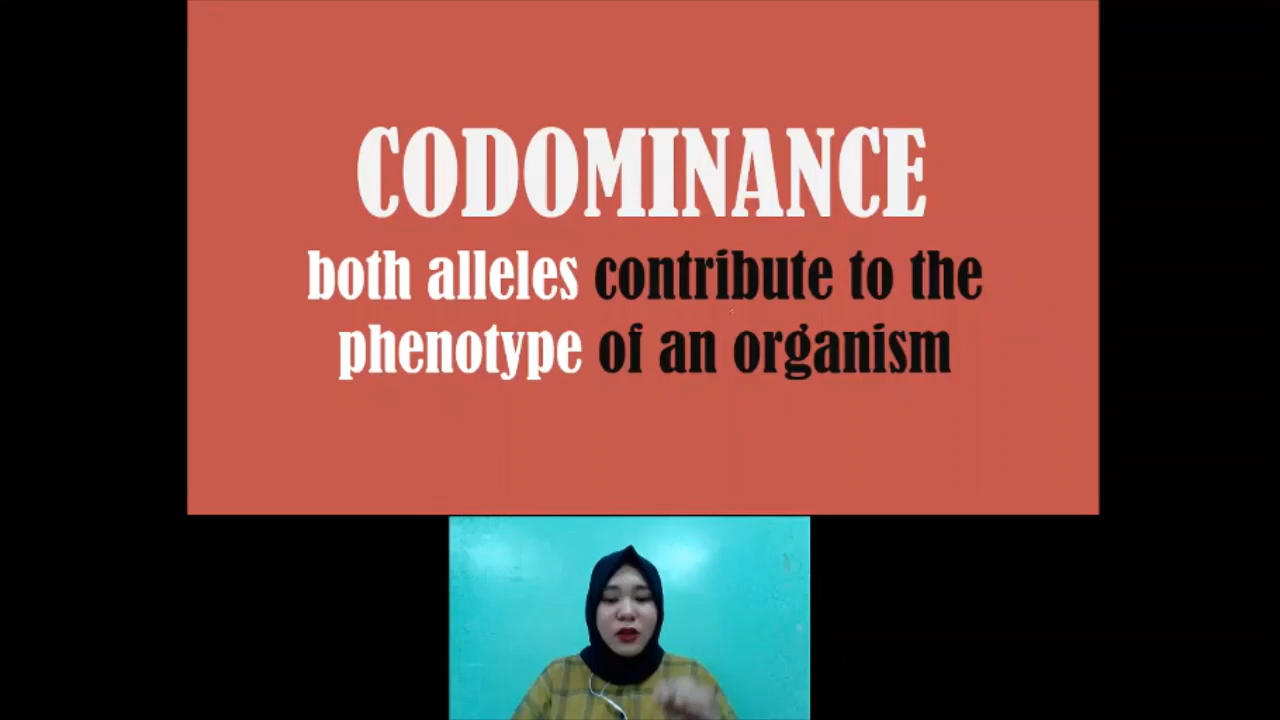 CODOMINANCE
both alleles contribute to the
phenotype of an organism